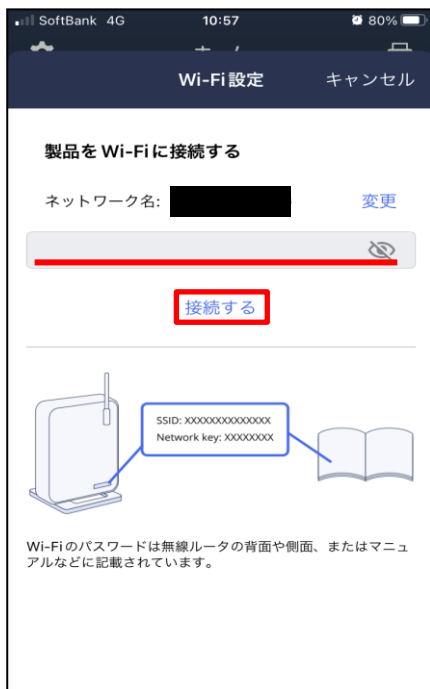 SoftBank 4G 10:57 80%
Wi-Fi設定 キャンセル
製品をWi-Fiに接続する
ネットワーク名: 変更
接続する
SSID: XXXXXXXXXXXXXX
Network key: XXXXXXXX
Wi-Fiのパスワードは無線ルータの背面や側面、またはマニュ
アルなどに記載されています。